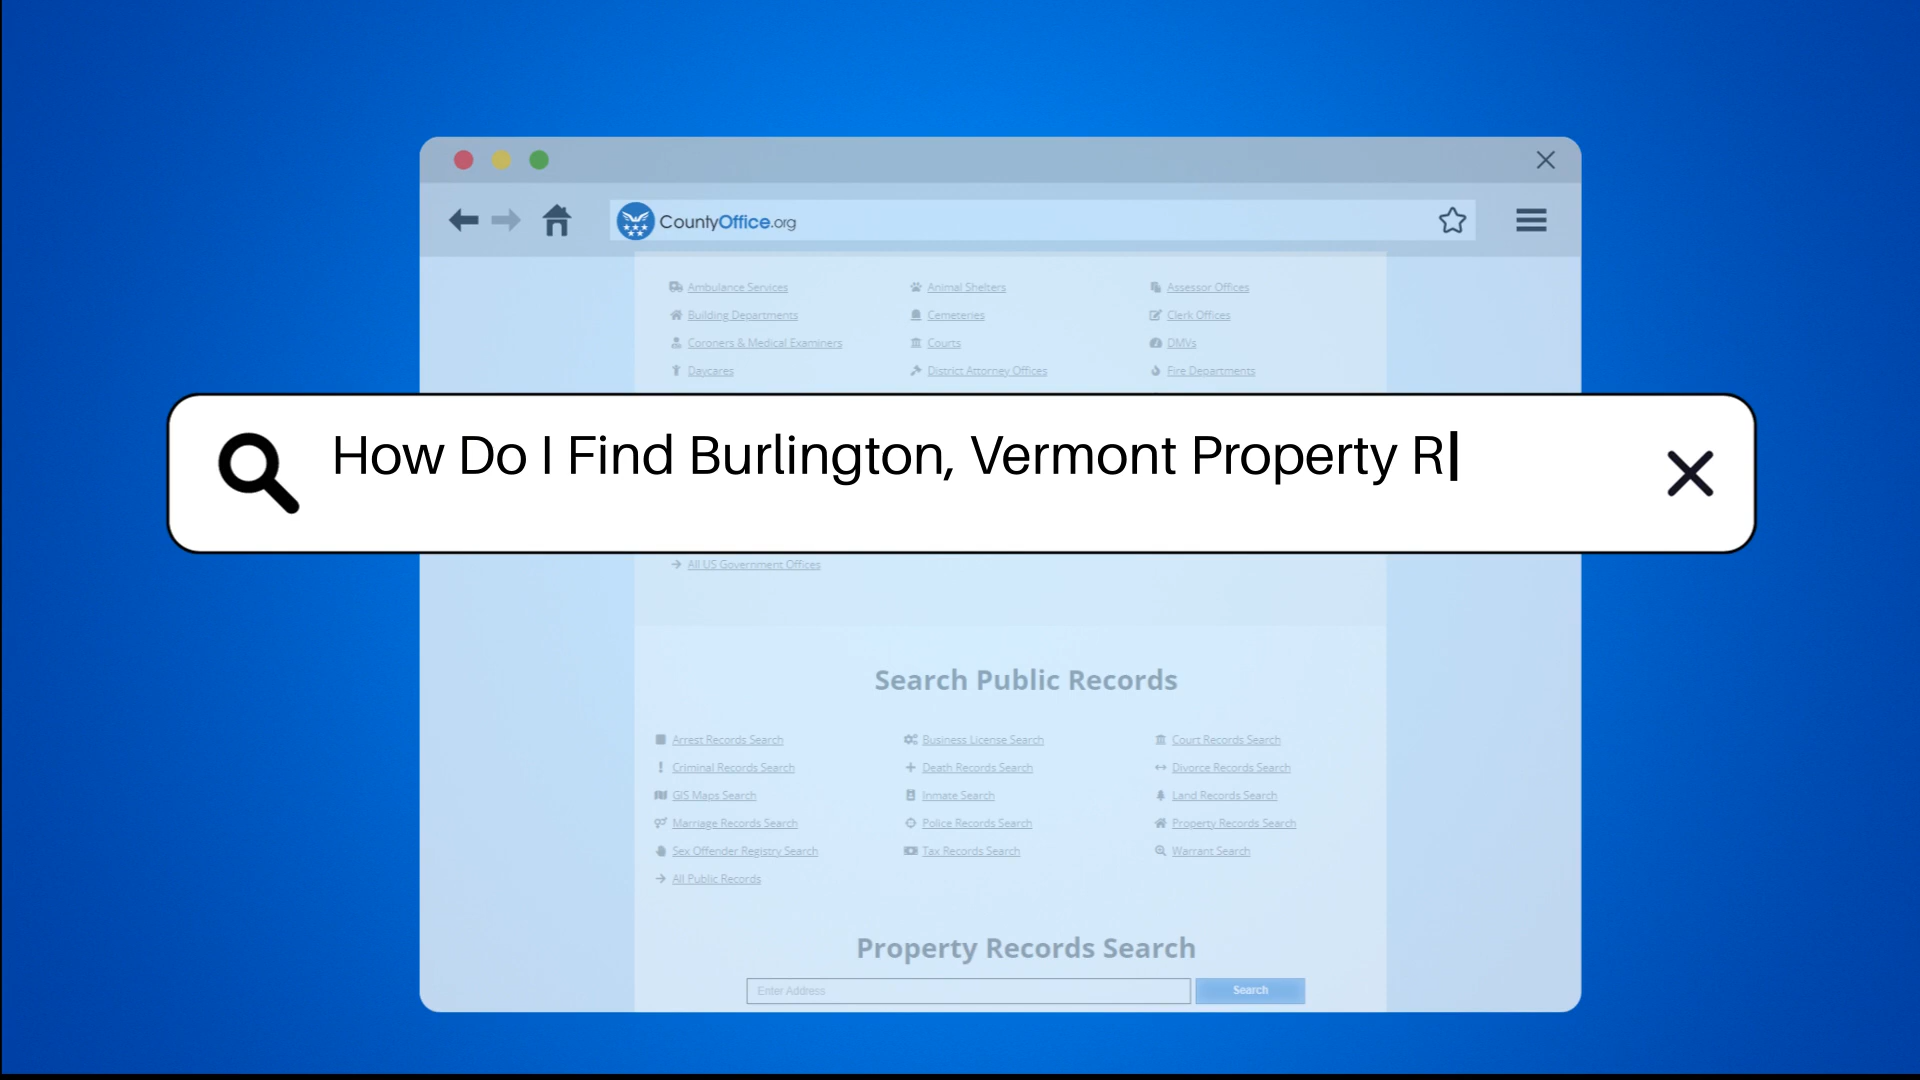 CountyOffice.org
Ambulance Services Animal Shelters Assessor Offices
Building Departments Cemeteries Clerk Offices
Coroners & Medical Examiners Courts DMVs
Daycares District Attorney Offices Fire Departments
How Do I Find Burlington, Vermont Property R
All US Government Offices
Search Public Records
Arrest Records Search Business License Search Court Records Search
Criminal Records Search Death Records Search Divorce Records Search
GIS Maps Search Inmate Search Land Records Search
Marriage Records Search Police Records Search Property Records Search
Sex Offender Registry Search Tax Records Search Warrant Search
All Public Records
Property Records Search
Enter Address Search